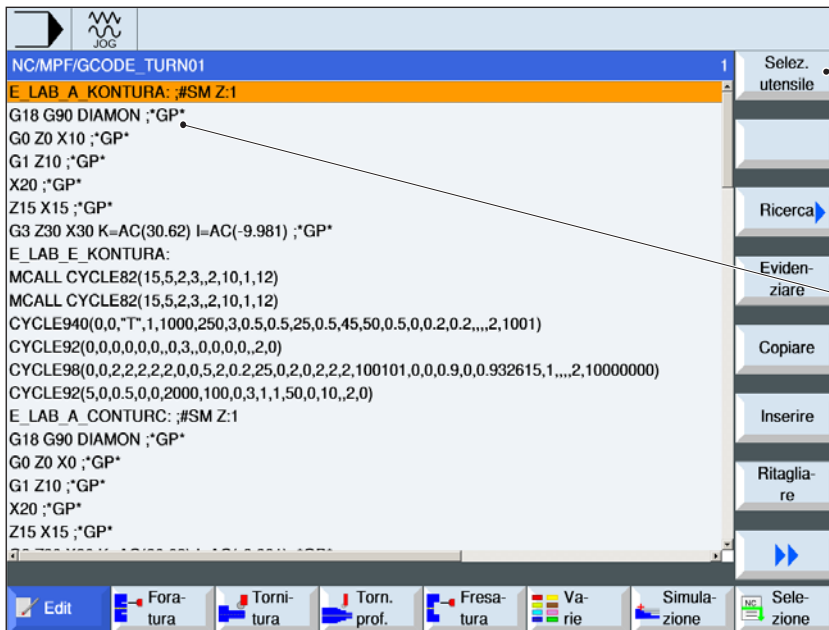 JOG
NC/MPF/GCODE_TURN01 1
E_LAB_A_KONTURA: ;#SM Z:1
G18 G90 DIAMON ;*GP*
G0 Z0 X10 ;*GP*
G1 Z10 ;*GP*
X20 ;*GP*
Z15 X15 ;*GP*
G3 Z30 X30 K=AC(30.62) I=AC(-9.981) ;*GP*
E_LAB_E_KONTURA:
MCALL CYCLE82(15,5,2,3,,2,10,1,12)
MCALL CYCLE82(15,5,2,3,,2,10,1,12)
CYCLE940(0,0,"T",1,1000,250,3,0.5,0.5,25,0.5,45,50,0.5,0,0.2,0.2,,,,2,1001)
CYCLE92(0,0,0,0,0,0,,0,3,,0,0,0,0,,2,0)
CYCLE98(0,0,2,2,2,2,2,0,0,5,2,0.2,25,0,2,0,2,2,2,100101,0,0,0.9,0,0.932615,1,,,,2,10000000)
CYCLE92(5,0,0.5,0,0,2000,100,0,3,1,1,50,0,10,,2,0)
E_LAB_A_CONTURC: ;#SM Z:1
G18 G90 DIAMON ;*GP*
G0 Z0 X0 ;*GP*
G1 Z10 ;*GP*
X20 ;*GP*
Z15 X15 ;*GP*
Selez.
utensile
Ricerca
Eviden-
ziare
Copiare
Inserire
Ritaglia-
re
Edit
Fora-
tura
Torni-
tura
Torn.
prof.
Fresa-
tura
Va-
rie
Simula-
zione
NC
Sele-
zione